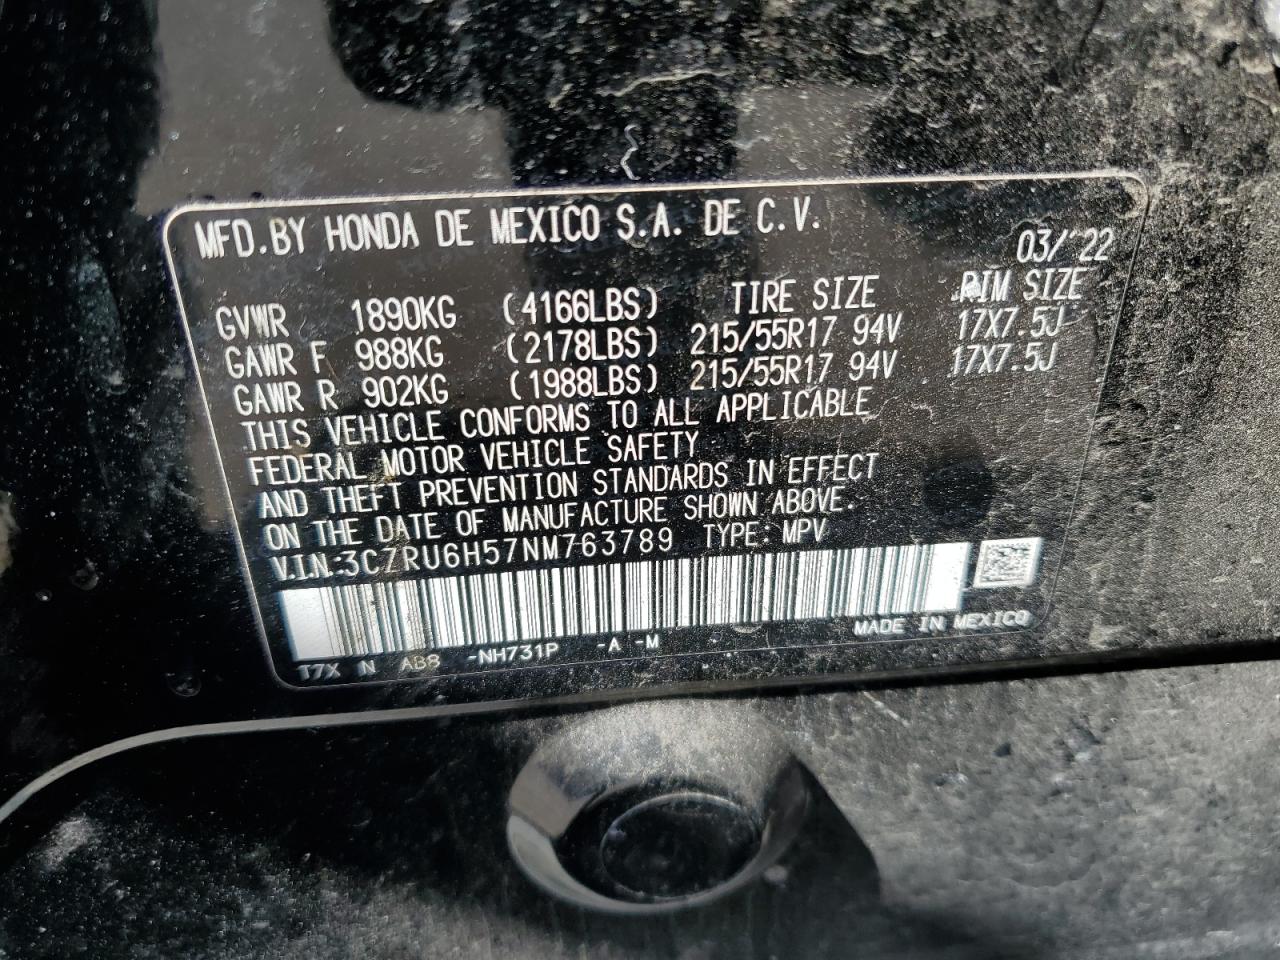 MFD.BY HONDA DE MEXICO S.A. DE C.V.
03/'22
GVWR 1890KG (4166LBS) TIRE SIZE RIM SIZE
GAWR F 988KG (2178LBS) 215/55R17 94V 17X7.5J
GAWR R 902KG (1988LBS) 215/55R17 94V 17X7.5J
THIS VEHICLE CONFORMS TO ALL APPLICABLE
FEDERAL MOTOR VEHICLE SAFETY
AND THEFT PREVENTION STANDARDS IN EFFECT
ON THE DATE OF MANUFACTURE SHOWN ABOVE.
V.I.N.:3CZRU6H57NM763789 TYPE: MPV
MADE IN MEXICO
T7X N AB8 -NH731P -A -M